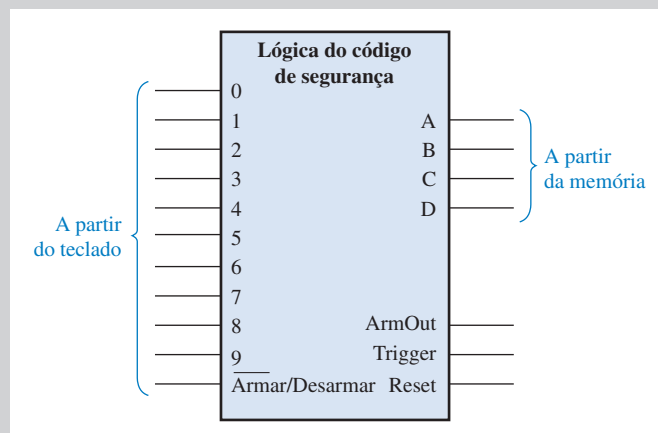 Lógica do código
de segurança
A partir
do teclado
0
1
2
3
4
5
6
7
8
9
Armar/Desarmar
A
B
C
D
ArmOut
Trigger
Reset
A partir
da memória